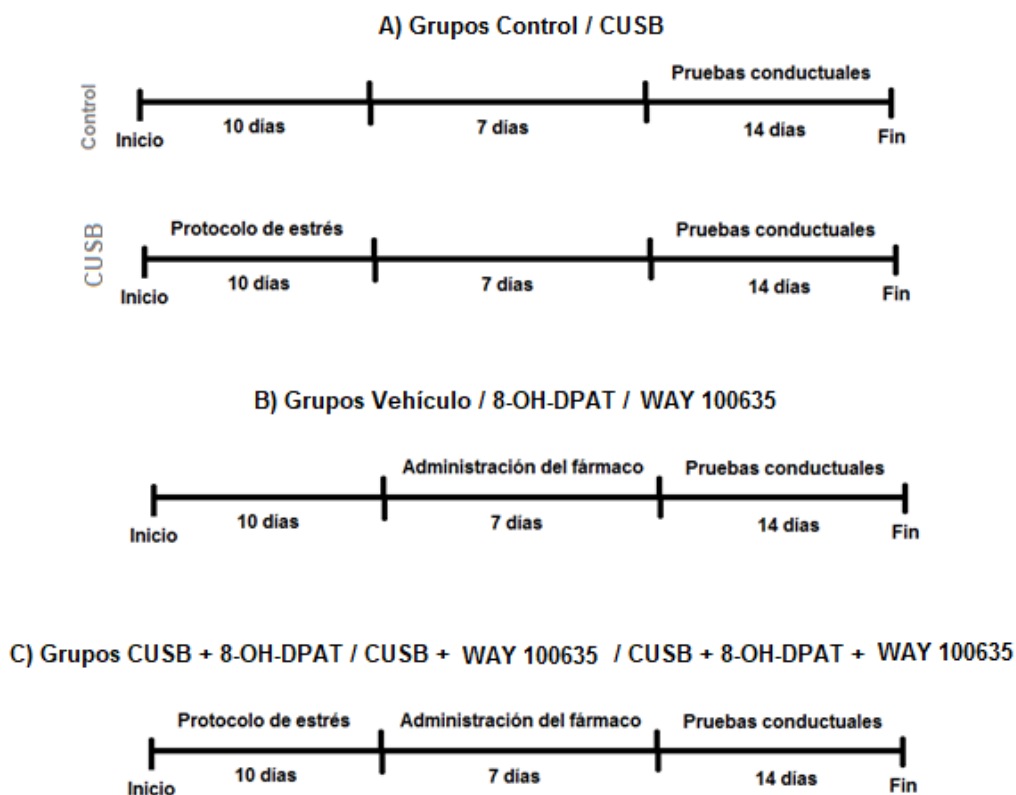 A) Grupos Control / CUSB
Control
Pruebas conductuales
Inicio
10 días
7 días
14 días
Fin
CUSB
Protocolo de estrés
Pruebas conductuales
Inicio
10 días
7 días
14 días
Fin
B) Grupos Vehículo / 8-OH-DPAT / WAY 100635
Administración del fármaco
Pruebas conductuales
Inicio
10 días
7 días
14 días
Fin
C) Grupos CUSB + 8-OH-DPAT / CUSB + WAY 100635 / CUSB + 8-OH-DPAT + WAY 100635
Protocolo de estrés
Administración del fármaco
Pruebas conductuales
Inicio
10 días
7 días
14 días
Fin